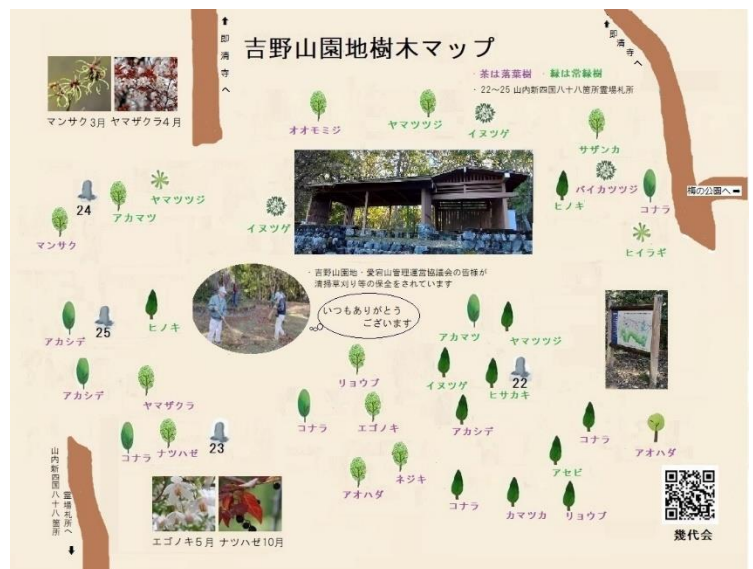 ↑即清寺へ
吉野山園地樹木マップ
↑即清寺へ
・茶は落葉樹 ・緑は常緑樹
・22～25 山内新四国八十八箇所霊場札所
マンサク3月 ヤマザクラ4月
オオモミジ
ヤマツツジ
イヌツゲ
サザンカ
ヤマツツジ
24
アカマツ
マンサク
イヌツゲ
ヒノキ
バイカツツジ
コナラ
梅の公園へ➡
ヒイラギ
・吉野山園地・愛宕山管理運営協議会の皆様が
清掃草刈り等の保全をされています
いつもありがとう
ございます
アカシデ
25
ヒノキ
アカマツ
ヤマツツジ
アカシデ
ヤマザクラ
リョウブ
イヌツゲ
ヒサカキ
22
コナラ
エゴノキ
アカシデ
コナラ
アオハダ
コナラ
ナツハゼ
23
アオハダ
ネジキ
アセビ
コナラ
カマツカ
リョウブ
山内新四国八十八箇所
霊場札所へ
⬇
エゴノキ5月 ナツハゼ10月
幾代会